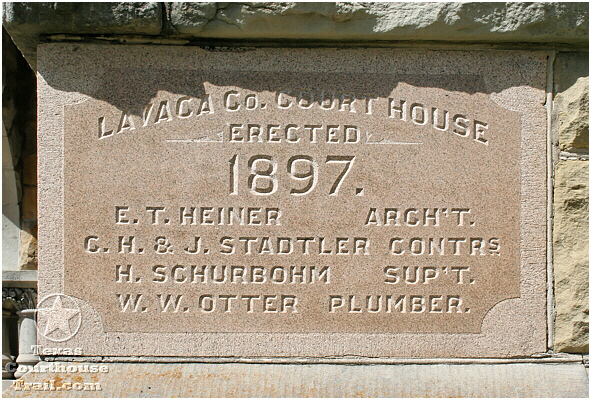 LAVACA CO. COURT HOUSE
ERECTED
1897.
E. T. HEINER ARCH'T.
C. H. & J. STADTLER CONTRS
H. SCHURBOHM SUP'T.
W. W. OTTER PLUMBER.
Texas
Courthouse
Trail.com